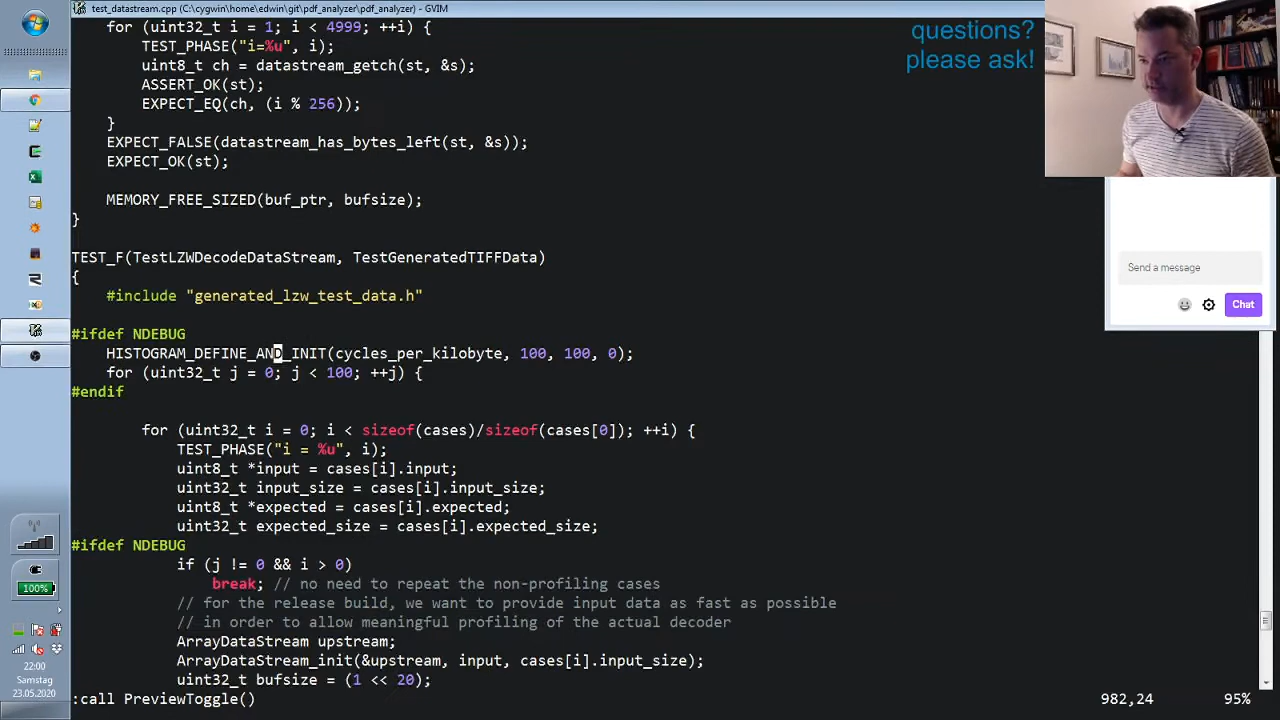 test_datastream.cpp (C:\cygwin\home\edwin\git\pdf_analyzer\pdf_analyzer) - GVIM
for (uint32_t i = 1; i < 4999; ++i) {
TEST_PHASE("i=%u", i);
uint8_t ch = datastream_getch(st, &s);
ASSERT_OK(st);
EXPECT_EQ(ch, (i % 256));
}
EXPECT_FALSE(datastream_has_bytes_left(st, &s));
EXPECT_OK(st);
MEMORY_FREE_SIZED(buf_ptr, bufsize);
}
TEST_F(TestLZWDecodeDataStream, TestGeneratedTIFFData)
{
#include "generated_lzw_test_data.h"
#ifdef NDEBUG
HISTOGRAM_DEFINE_AND_INIT(cycles_per_kilobyte, 100, 100, 0);
for (uint32_t j = 0; j < 100; ++j) {
#endif
for (uint32_t i = 0; i < sizeof(cases)/sizeof(cases[0]); ++i) {
TEST_PHASE("i = %u", i);
uint8_t *input = cases[i].input;
uint32_t input_size = cases[i].input_size;
uint8_t *expected = cases[i].expected;
uint32_t expected_size = cases[i].expected_size;
#ifdef NDEBUG
if (j != 0 && i > 0)
break; // no need to repeat the non-profiling cases
// for the release build, we want to provide input data as fast as possible
// in order to allow meaningful profiling of the actual decoder
ArrayDataStream upstream;
ArrayDataStream_init(&upstream, input, cases[i].input_size);
uint32_t bufsize = (1 << 20);
:call PreviewToggle()
982,24
95%
questions?
please ask!
Send a message
Chat
100%
22:00
Samstag
23.05.2020